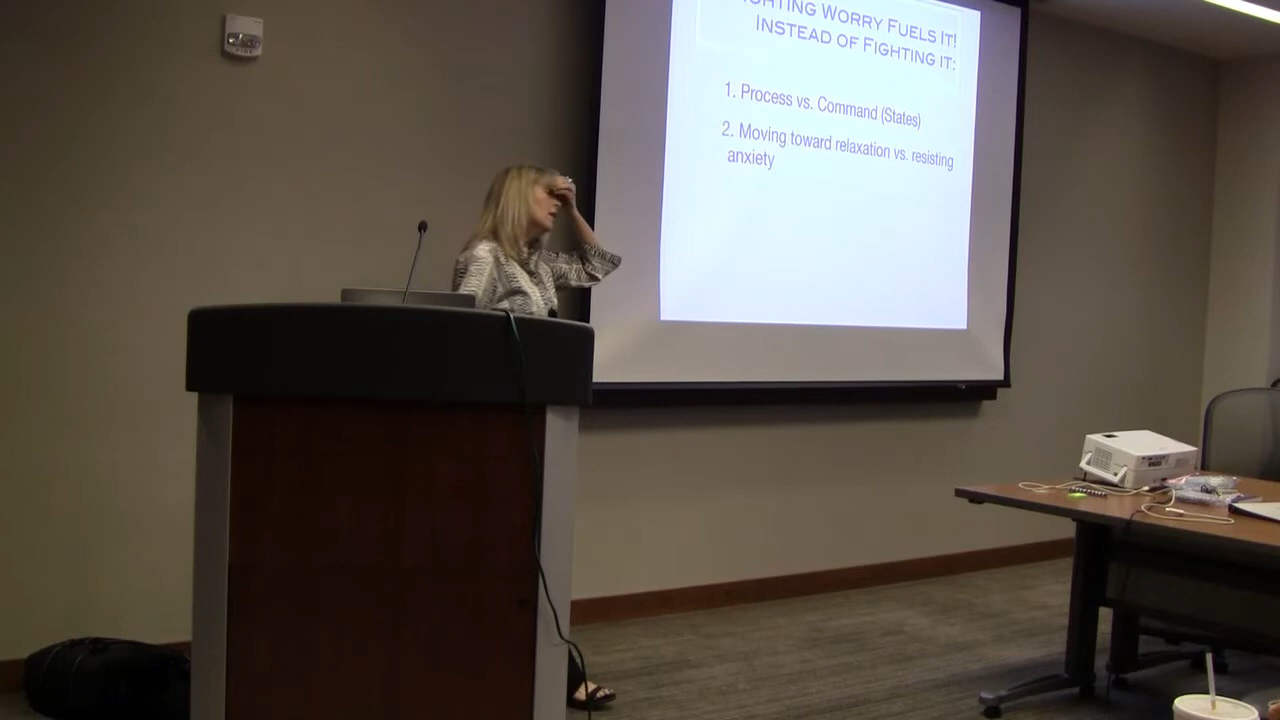 IGHTING WORRY FUELS IT!
INSTEAD OF FIGHTING IT:
1. Process vs. Command (States)
2. Moving toward relaxation vs. resisting
anxiety